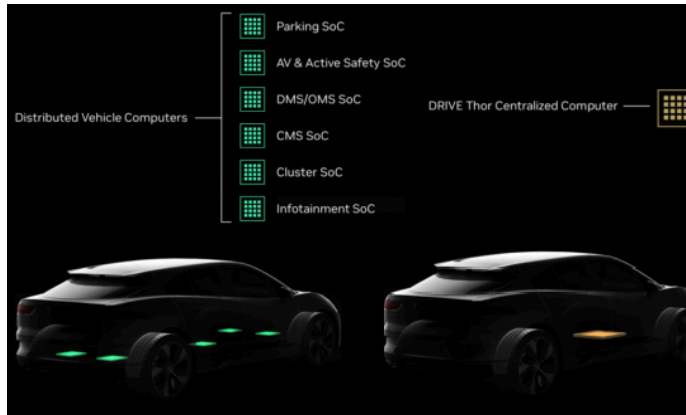 Parking SoC
AV & Active Safety SoC
DMS/OMS SoC
Distributed Vehicle Computers
CMS SoC
Cluster SoC
Infotainment SoC
DRIVE Thor Centralized Computer